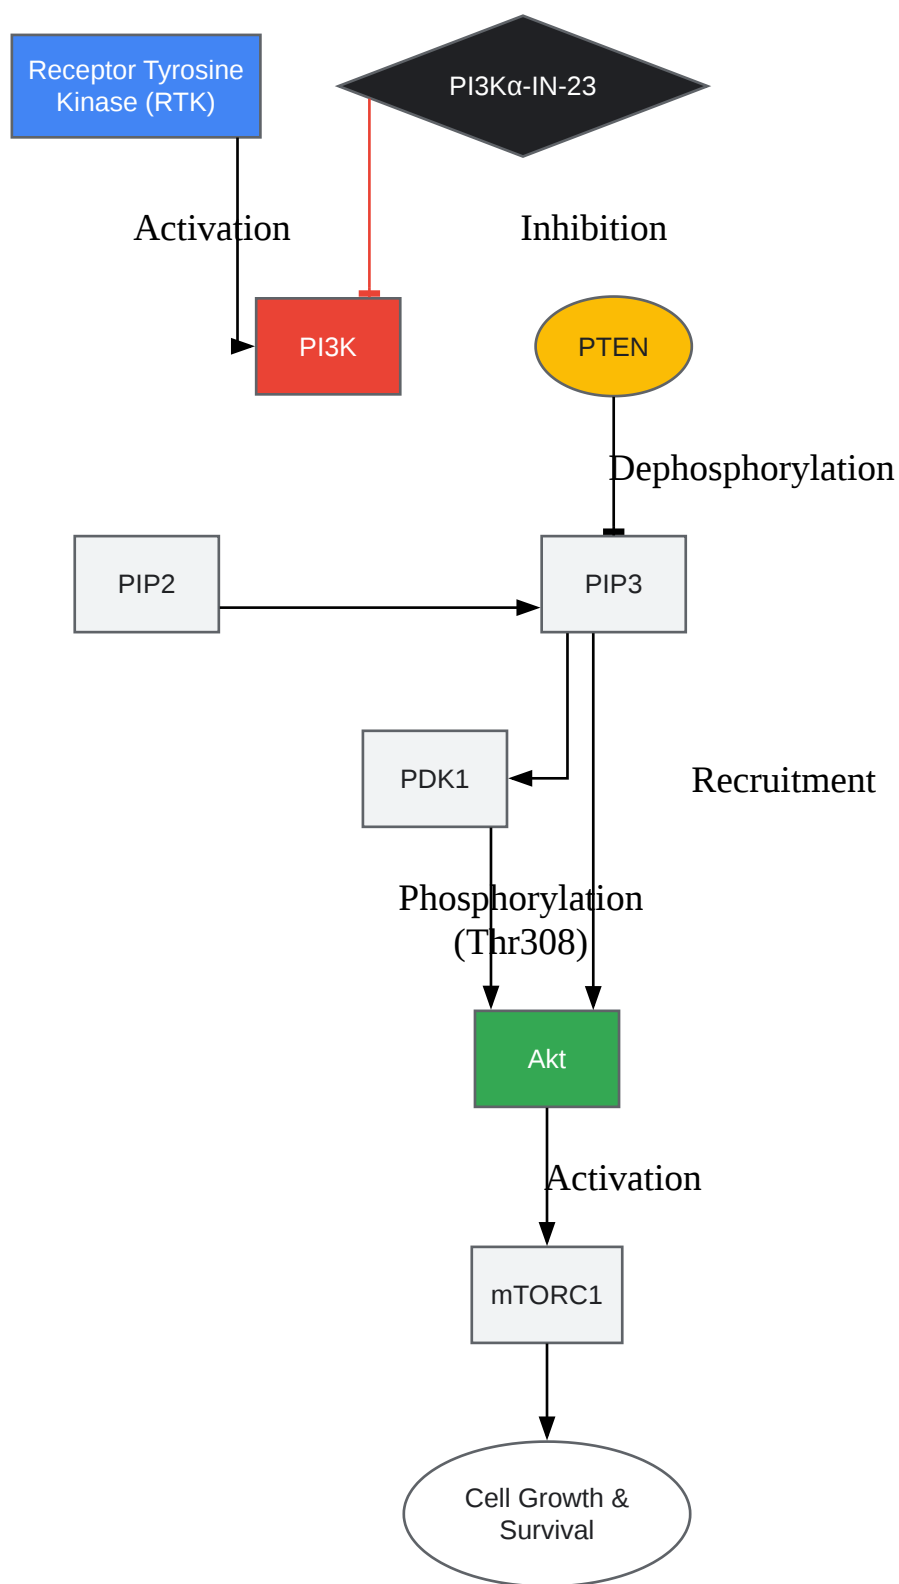 Receptor Tyrosine
Kinase (RTK)
PI3Kα-IN-23
Activation
Inhibition
PI3K
PTEN
Dephosphorylation
PIP2
PIP3
PDK1
Recruitment
Phosphorylation
(Thr308)
Akt
Activation
mTORC1
Cell Growth &
Survival